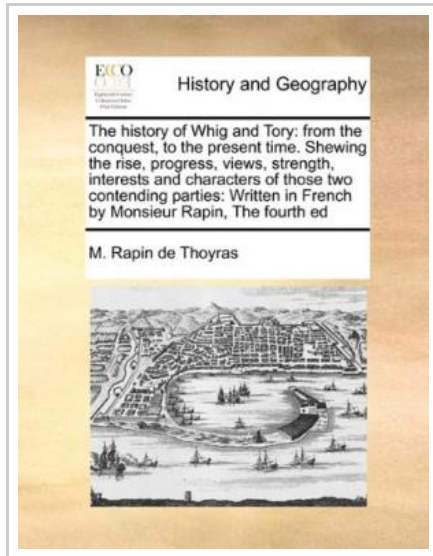 ECCO
History and Geography
The history of Whig and Tory: from the
conquest, to the present time. Shewing
the rise, progress, views, strength,
interests and characters of those two
contending parties: Written in French
by Monsieur Rapin, The fourth ed
M. Rapin de Thoyras